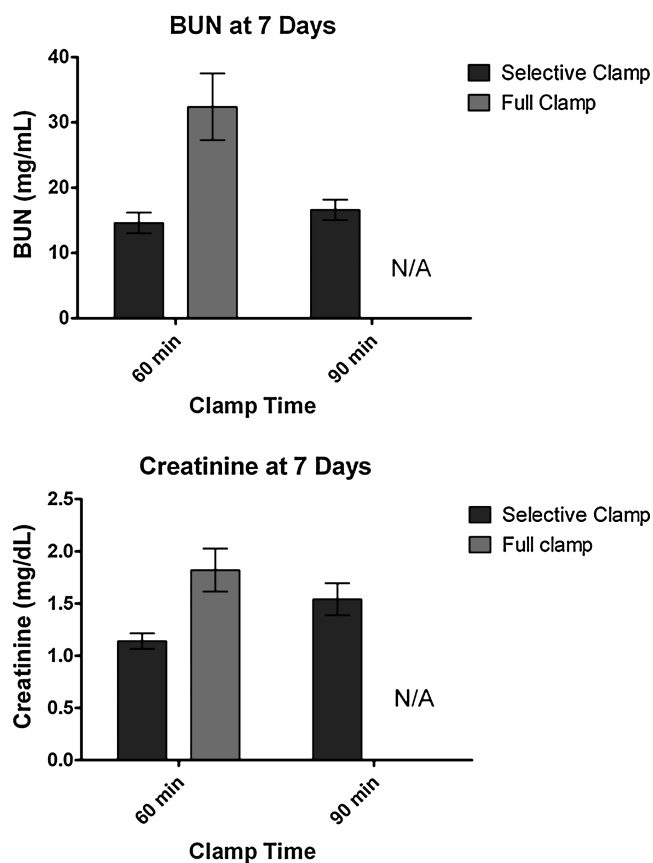 BUN at 7 Days
BUN (mg/mL)
40
30
20
10
0
Selective Clamp
Full Clamp
N/A
60 min
90 min
Clamp Time
Creatinine at 7 Days
Creatinine (mg/dL)
2.5
2.0
1.5
1.0
0.5
0.0
Selective Clamp
Full clamp
N/A
60 min
90 min
Clamp Time